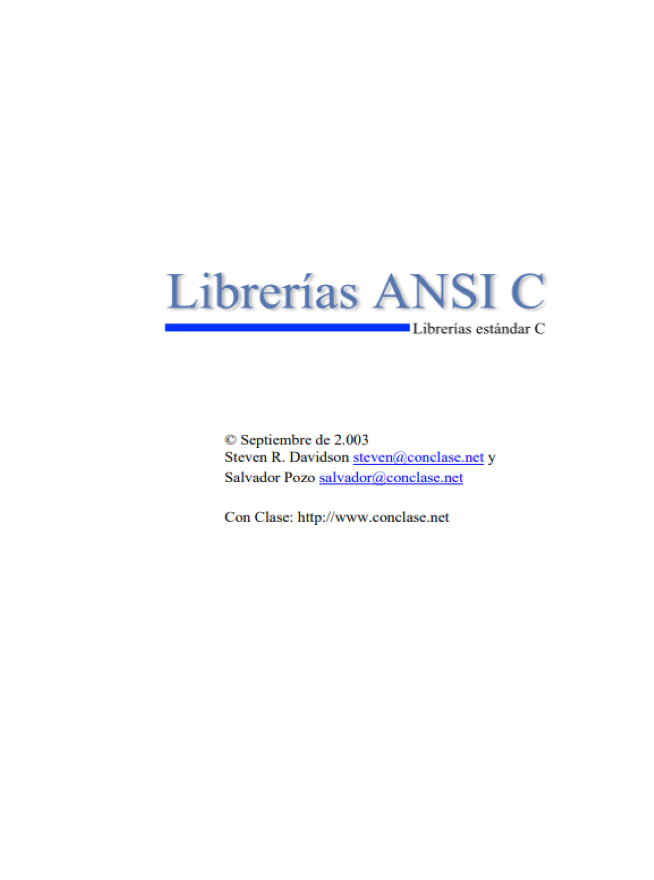 Librerías ANSI C
Librerías estándar C
© Septiembre de 2.003
Steven R. Davidson steven@conclase.net y
Salvador Pozo salvador@conclase.net
Con Clase: http://www.conclase.net